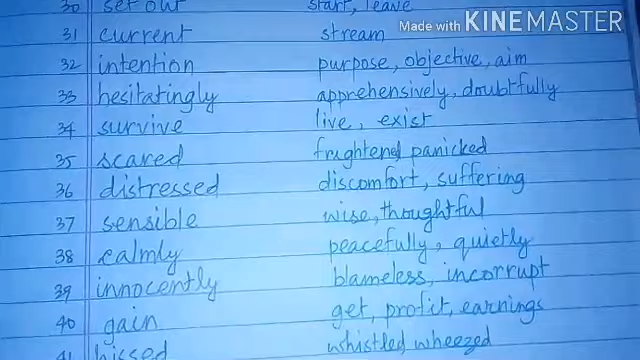 30 set out start, leave
Made with KINEMASTER
31 current stream
32 intention purpose, objective, aim
33 hesitatingly apprehensively, doubtfully
34 survive live, exist
35 scared frightened panicked
36 distressed discomfort, suffering
37 sensible wise, thoughtful
38 calmly peacefully, quietly
39 innocently blameless, incorrupt
40 gain get, profit, earnings
41 hissed whistled wheezed